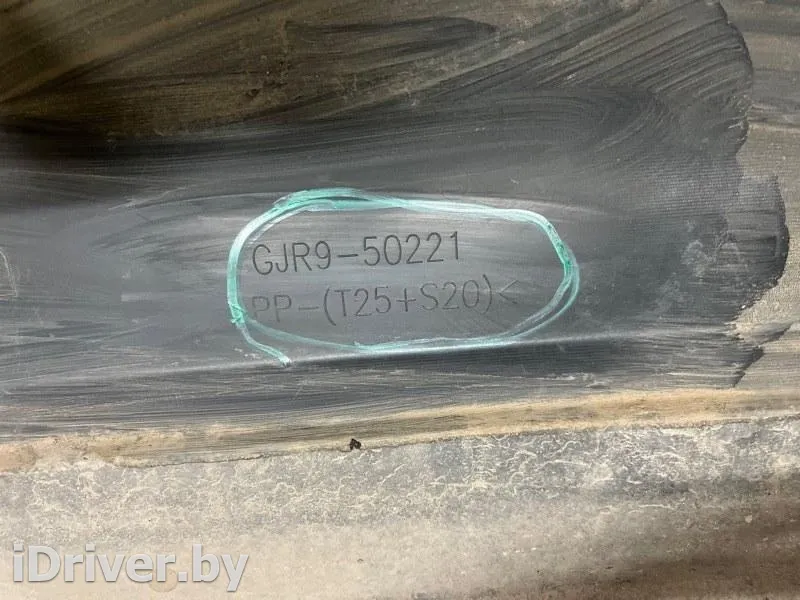 GJR9-50221
PP-(T25+S20)<
iDriver.by